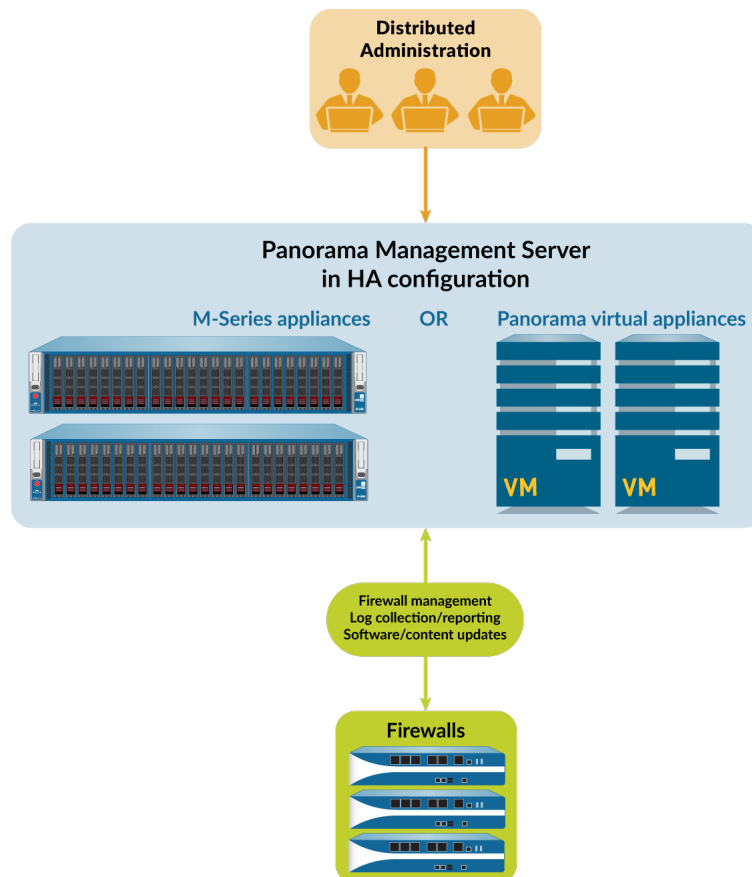 Distributed
Administration
Panorama Management Server
in HA configuration
M-Series appliances OR Panorama virtual appliances
VM VM
Firewall management
Log collection/reporting
Software/content updates
Firewalls